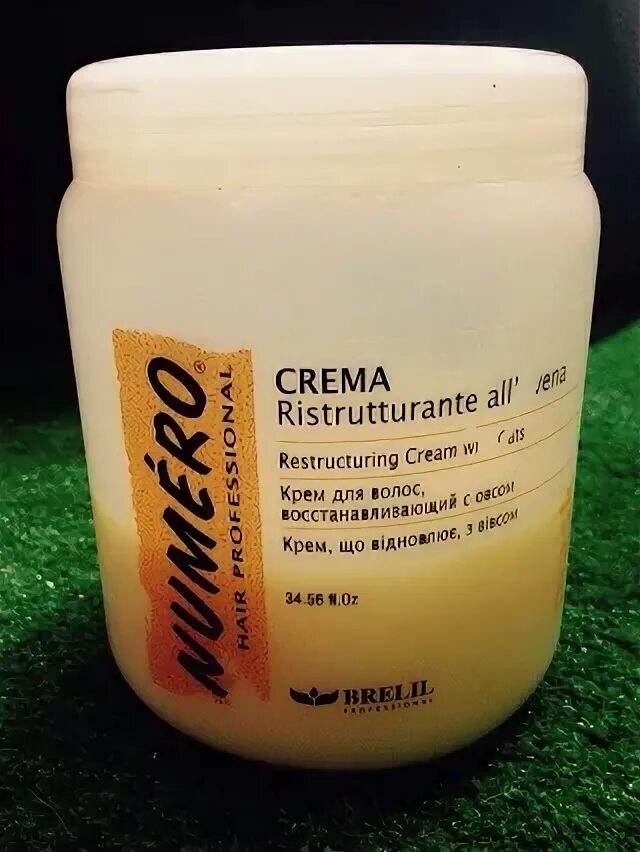 NUMÉRO®
HAIR PROFESSIONAL
CREMA
Ristrutturante all'
Restructuring Cream
Крем для волос,
восстанавливающий с овсом
Крем, що відновлює, з вівсом
34.56 fl.Oz
BRELIL
PROFESSIONAL